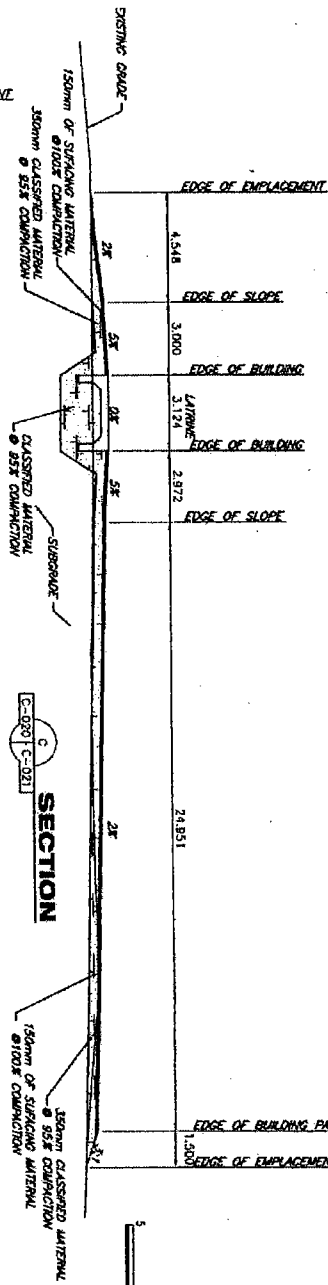 EXISTING GRADE
150mm OF SUFACING MATERIAL
@100% COMPACTION
350mm CLASSIFIED MATERIAL
@ 95% COMPACTION
EDGE OF EMPLACEMENT
4.548
2%
EDGE OF SLOPE
3.000
5%
EDGE OF BUILDING
LATRINE
3.124
0%
EDGE OF BUILDING
2.972
5%
EDGE OF SLOPE
CLASSIFIED MATERIAL
@ 95% COMPACTION
SUBGRADE
24.951
2%
C
C-020 C-021
SECTION
EDGE OF BUILDING PA
1.500
EDGE OF EMPLACEMEN
350mm CLASSIFIED MATERIAL
@ 95% COMPACTION
150mm OF SUFACING MATERIAL
@100% COMPACTION
5